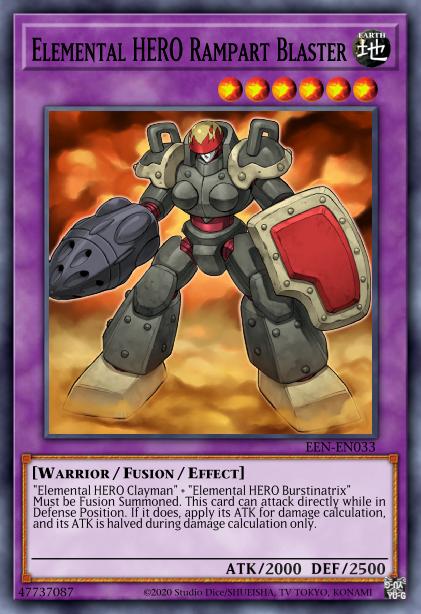 Elemental HERO Rampart Blaster
EARTH
地
EEN-EN033
[Warrior / Fusion / Effect]
"Elemental HERO Clayman" + "Elemental HERO Burstinatrix"
Must be Fusion Summoned. This card can attack directly while in
Defense Position. If it does, apply its ATK for damage calculation,
and its ATK is halved during damage calculation only.
ATK/2000 DEF/2500
47737087
©2020 Studio Dice/SHUEISHA, TV TOKYO, KONAMI